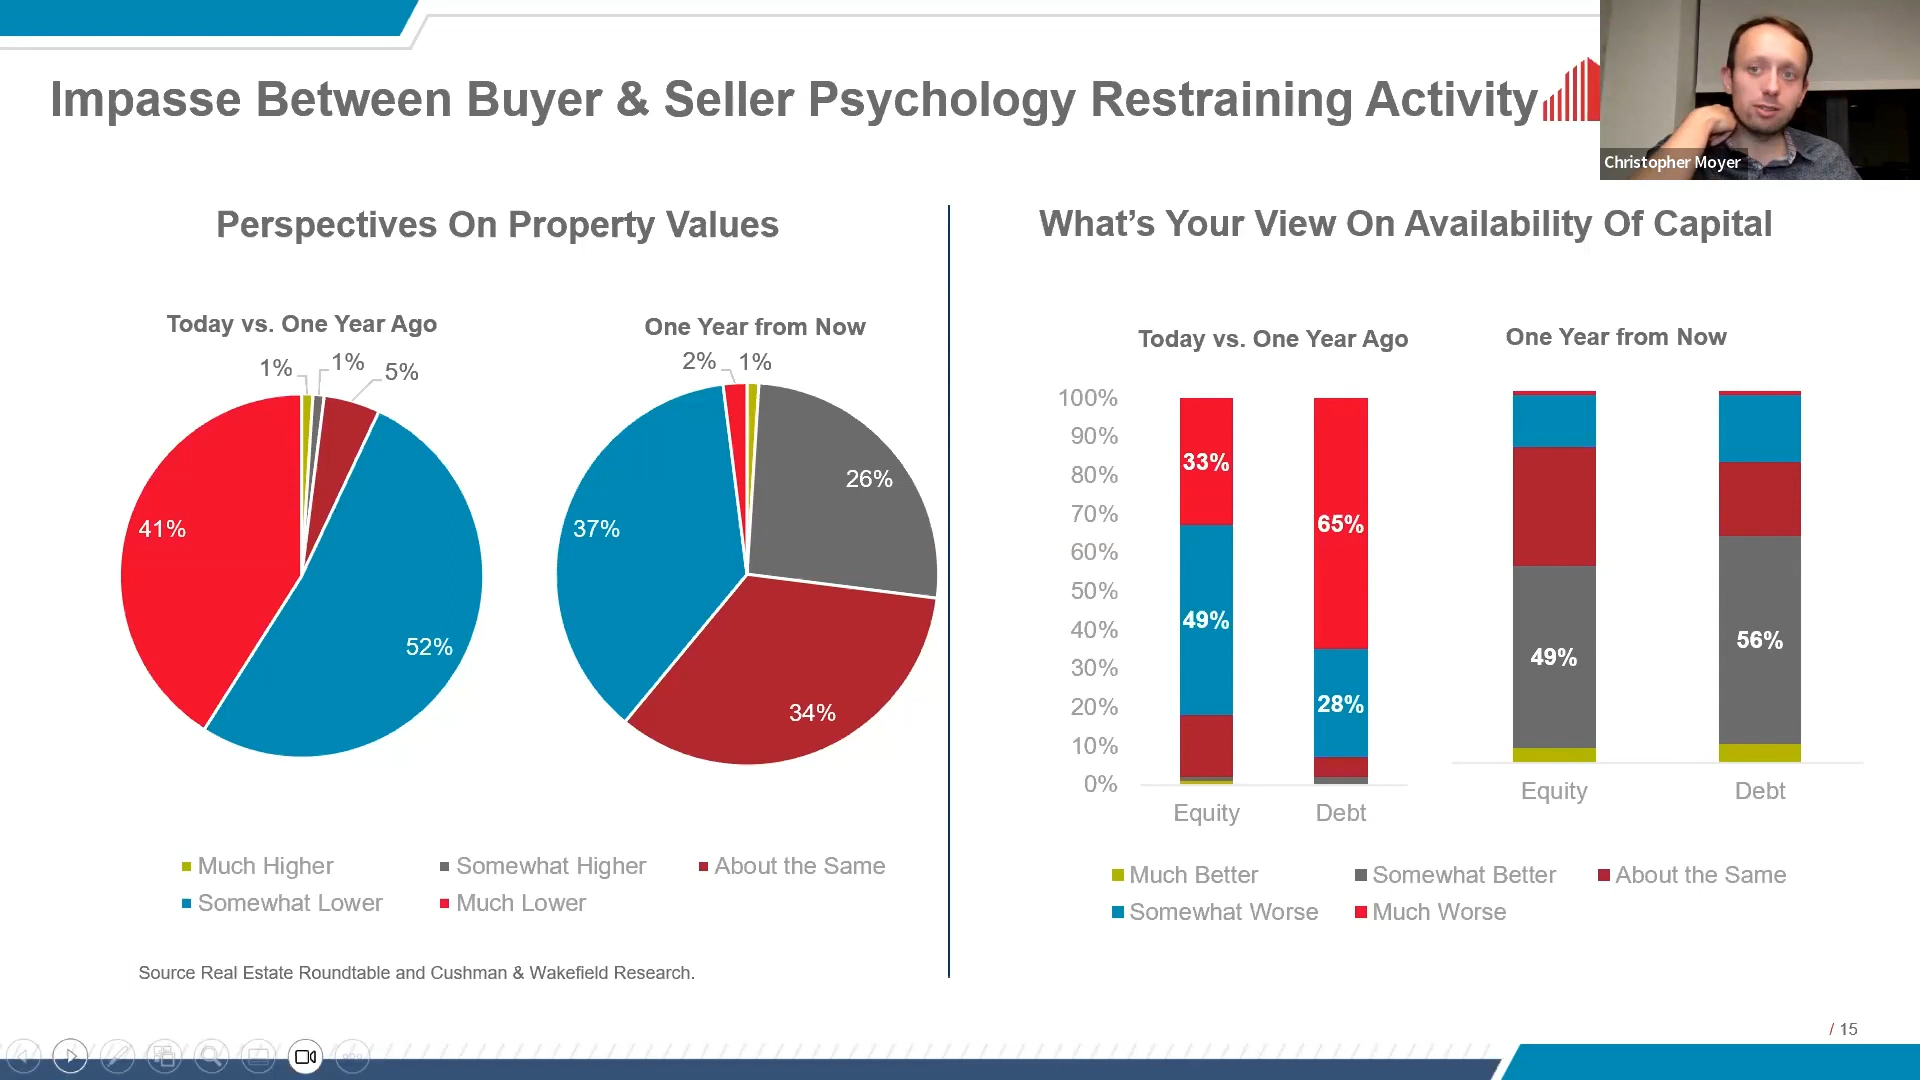 Impasse Between Buyer & Seller Psychology Restraining Activity
Christopher Moyer
Perspectives On Property Values
Today vs. One Year Ago
1%
1%
5%
41%
52%
One Year from Now
2%
1%
26%
37%
34%
Much Higher
Somewhat Higher
About the Same
Somewhat Lower
Much Lower
Source Real Estate Roundtable and Cushman & Wakefield Research.
What's Your View On Availability Of Capital
Today vs. One Year Ago
100%
90%
80%
70%
60%
50%
40%
30%
20%
10%
0%
33%
49%
65%
28%
Equity
Debt
One Year from Now
49%
56%
Equity
Debt
Much Better
Somewhat Better
About the Same
Somewhat Worse
Much Worse
/ 15